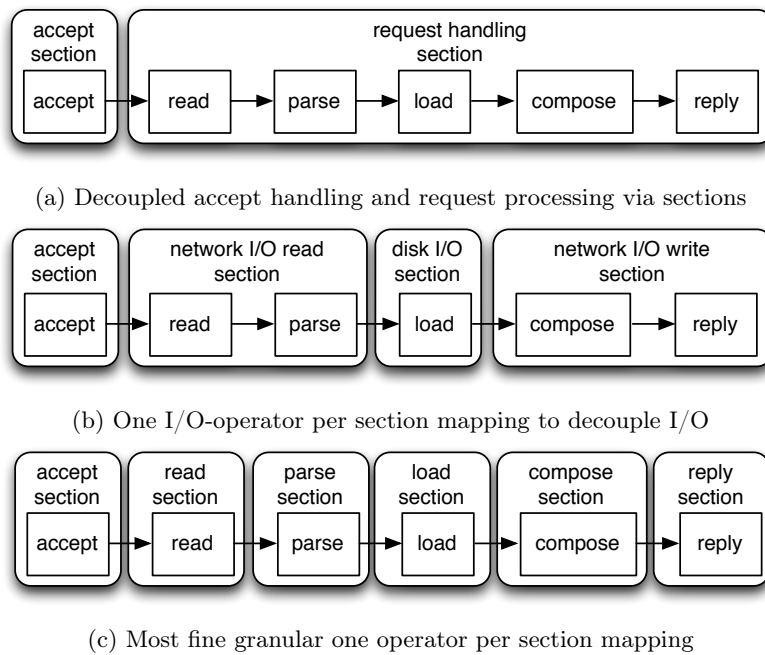 accept section
request handling section
accept
read
parse
load
compose
reply
(a) Decoupled accept handling and request processing via sections
accept section
network I/O read section
disk I/O section
network I/O write section
accept
read
parse
load
compose
reply
(b) One I/O-operator per section mapping to decouple I/O
accept section
read section
parse section
load section
compose section
reply section
accept
read
parse
load
compose
reply
(c) Most fine granular one operator per section mapping